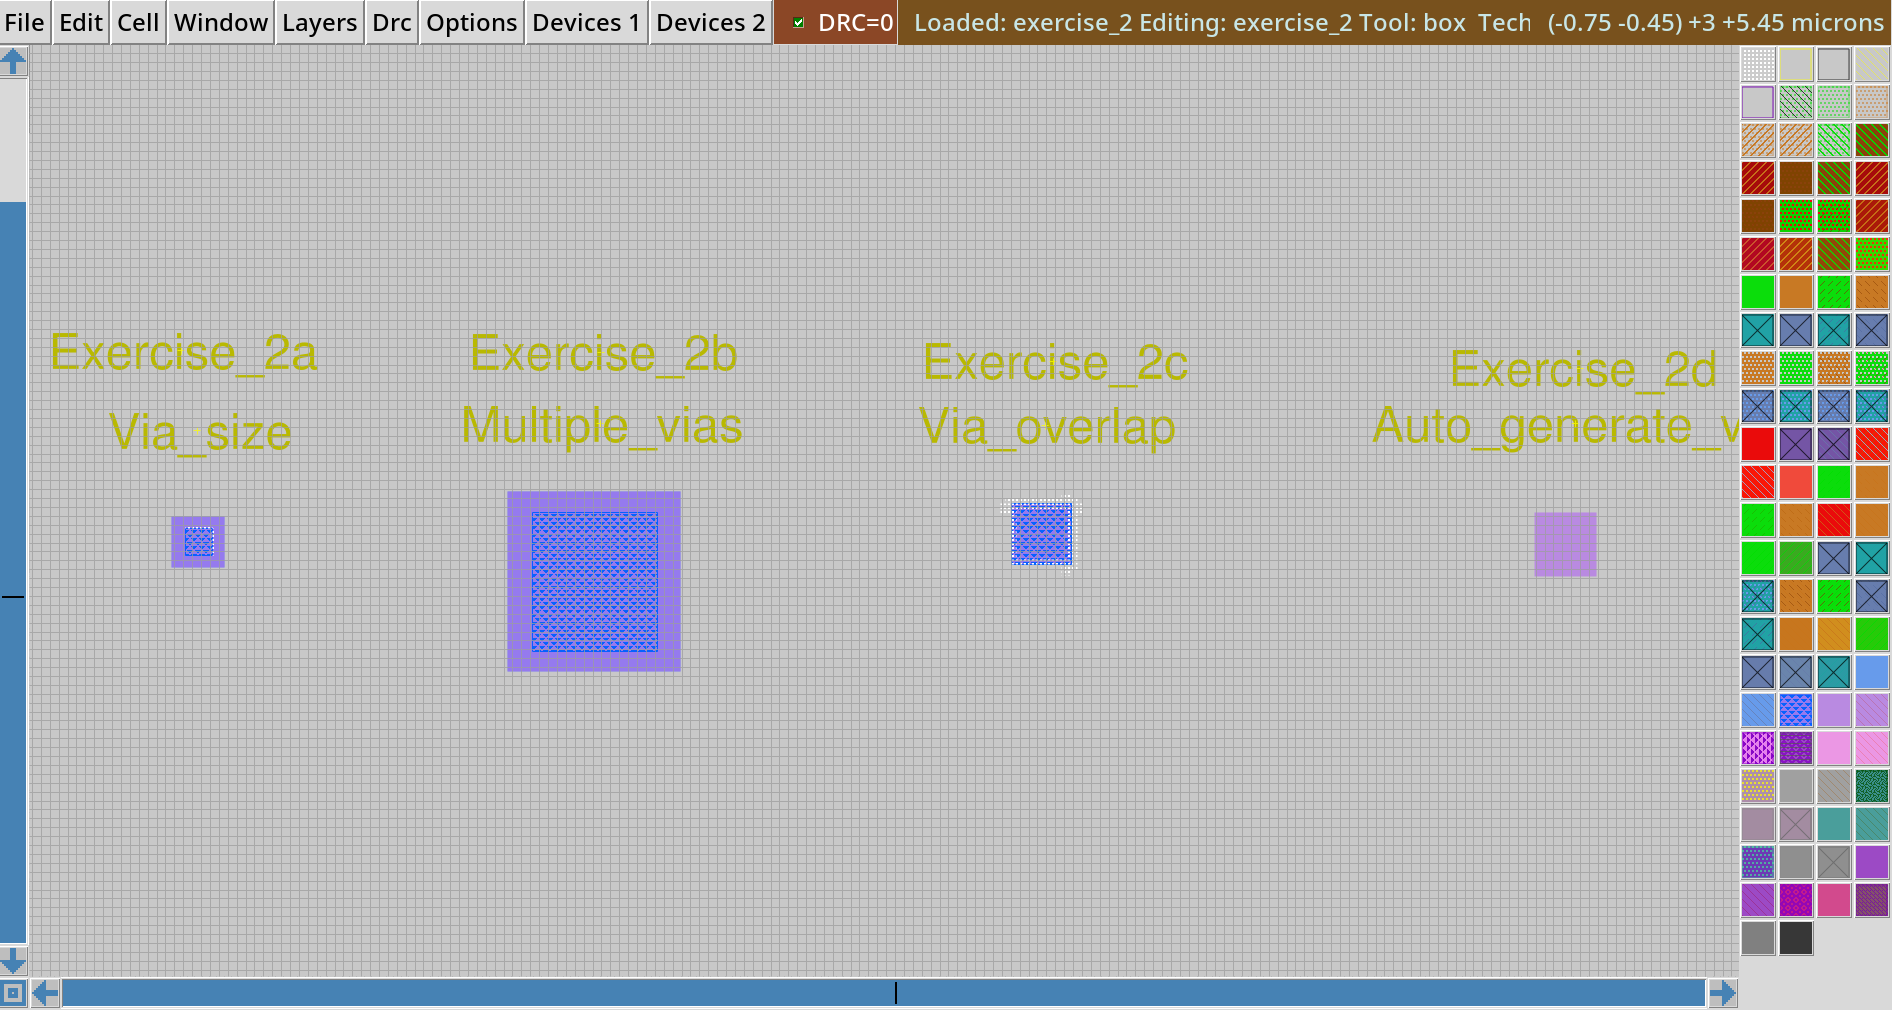 File Edit Cell Window Layers Drc Options Devices 1 Devices 2 DRC=0 Loaded: exercise_2 Editing: exercise_2 Tool: box Tech (-0.75 -0.45) +3 +5.45 microns
Exercise_2a Exercise_2b Exercise_2c Exercise_2d
Via_size Multiple_vias Via_overlap Auto_generate_v